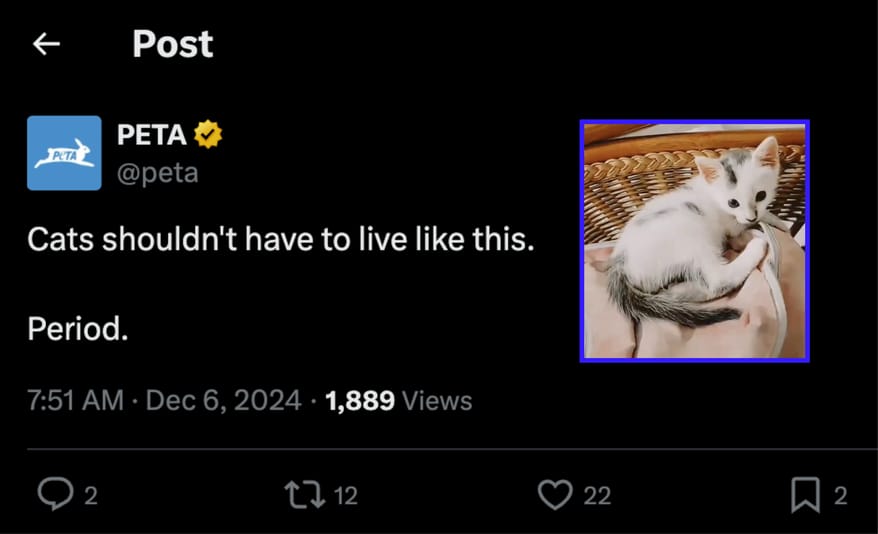 Post
PETA
PETA
@peta
Cats shouldn't have to live like this.
Period.
7:51 AM · Dec 6, 2024 · 1,889 Views
2 12 22 2